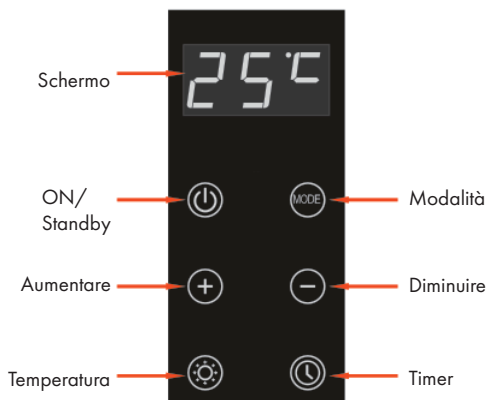 Schermo
25°C
ON/
Standby
MODE
Modalità
Aumentare
Diminuire
Temperatura
Timer